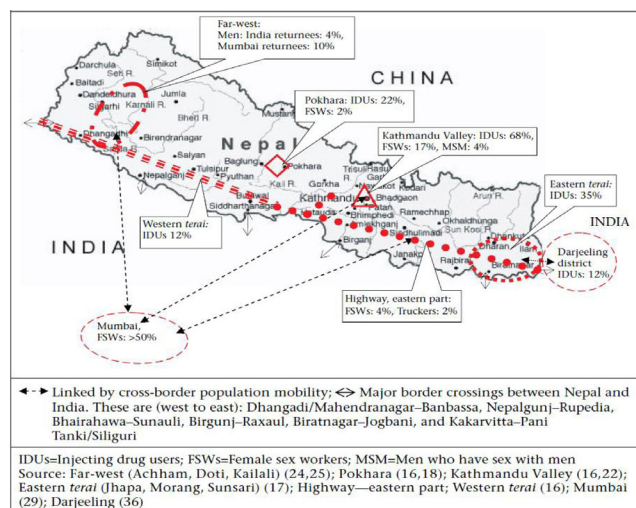 Far-west:
Men: India returnees: 4%,
Mumbai returnees: 10%
CHINA
Pokhara: IDUs: 22%,
FSWs: 2%
Kathmandu Valley: IDUs: 68%,
FSWs: 17%, MSM: 4%
Eastern terai:
IDUs: 35%
INDIA
Darjeeling
district
IDUs: 12%
Western terai:
IDUs 12%
INDIA
Mumbai,
FSWs: >50%
Highway, eastern part:
FSWs: 4%, Truckers: 2%
Nepal
Darchula
Simikot
Baitadi
Seti R.
Dandeldhura
Jumla
Karnali R.
Dhangadhi
Bheri R.
Birendranagar
Mustang
Salyan
Nepalganj
Tulsipur
Pyuthan
Baglung
Pokhara
Kali R.
Gorkha
Butawal
Siddharthanagar
Kathmandu
Kodari
Bhadgaon
Patan
Bhimphedi
Ramechhap
Birganj
Sindhulimadi
Okhaldhunga
Sun Kosi R.
Arun R.
Janakpur
Rajbiraj
Dhankuta
Dharan
Ilam
Biratnagar
Linked by cross-border population mobility; Major border crossings between Nepal and
India. These are (west to east): Dhangadi/Mahendranagar–Banbassa, Nepalgunj–Rupedia,
Bhairahawa–Sunauli, Birgunj–Raxaul, Biratnagar–Jogbani, and Kakarvitta–Pani
Tanki/Siliguri
IDUs=Injecting drug users; FSWs=Female sex workers; MSM=Men who have sex with men
Source: Far-west (Achham, Doti, Kailali) (24,25); Pokhara (16,18); Kathmandu Valley (16,22);
Eastern terai (Jhapa, Morang, Sunsari) (17); Highway—eastern part; Western terai (16); Mumbai
(29); Darjeeling (36)